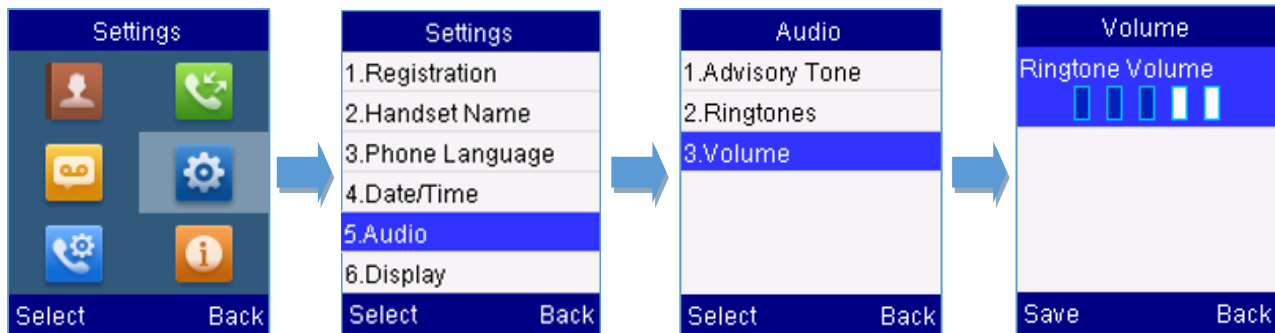 Settings
Select Back
Settings
1.Registration
2.Handset Name
3.Phone Language
4.Date/Time
5.Audio
6.Display
Select Back
Audio
1.Advisory Tone
2.Ringtones
3.Volume
Select Back
Volume
Ringtone Volume
Save Back